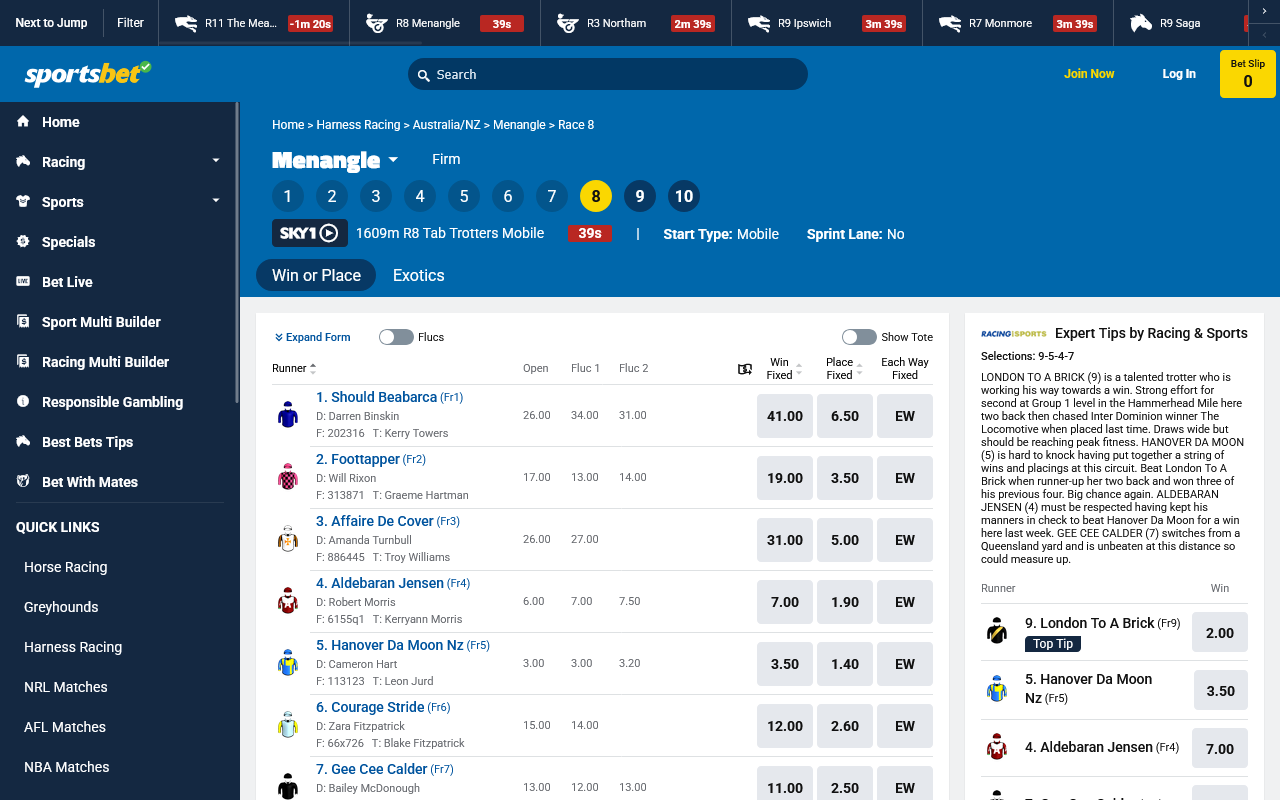 Next to Jump
Filter
R11 The Mea...
-1m 20s
R8 Menangle
39s
R3 Northam
2m 39s
R9 Ipswich
3m 39s
R7 Monmore
3m 39s
R9 Saga
sportsbet
Search
Join Now
Log In
Bet Slip
0
Home
Racing
Sports
Specials
Bet Live
Sport Multi Builder
Racing Multi Builder
Responsible Gambling
Best Bets Tips
Bet With Mates
QUICK LINKS
Horse Racing
Greyhounds
Harness Racing
NRL Matches
AFL Matches
NBA Matches
Home > Harness Racing > Australia/NZ > Menangle > Race 8
Menangle
Firm
1 2 3 4 5 6 7 8 9 10
SKY1
1609m R8 Tab Trotters Mobile
39s
|
Start Type: Mobile
Sprint Lane: No
Win or Place
Exotics
Expand Form
Flucs
Show Tote
Runner
Open
Fluc 1
Fluc 2
Win Fixed
Place Fixed
Each Way Fixed
1. Should Beabarca (Fr1)
D: Darren Binskin
F: 202316 T: Kerry Towers
26.00 34.00 31.00
41.00 6.50 EW
2. Foottapper (Fr2)
D: Will Rixon
F: 313871 T: Graeme Hartman
17.00 13.00 14.00
19.00 3.50 EW
3. Affaire De Cover (Fr3)
D: Amanda Turnbull
F: 886445 T: Troy Williams
26.00 27.00
31.00 5.00 EW
4. Aldebaran Jensen (Fr4)
D: Robert Morris
F: 6155q1 T: Kerryann Morris
6.00 7.00 7.50
7.00 1.90 EW
5. Hanover Da Moon Nz (Fr5)
D: Cameron Hart
F: 113123 T: Leon Jurd
3.00 3.00 3.20
3.50 1.40 EW
6. Courage Stride (Fr6)
D: Zara Fitzpatrick
F: 66x726 T: Blake Fitzpatrick
15.00 14.00
12.00 2.60 EW
7. Gee Cee Calder (Fr7)
D: Bailey McDonough
13.00 12.00 13.00
11.00 2.50 EW
RACING SPORTS
Expert Tips by Racing & Sports
Selections: 9-5-4-7
LONDON TO A BRICK (9) is a talented trotter who is
working his way towards a win. Strong effort for
second at Group 1 level in the Hammerhead Mile here
two back then chased Inter Dominion winner The
Locomotive when placed last time. Draws wide but
should be reaching peak fitness. HANOVER DA MOON
(5) is hard to knock having put together a string of
wins and placings at this circuit. Beat London To A
Brick when runner-up her two back and won three of
his previous four. Big chance again. ALDEBARAN
JENSEN (4) must be respected having kept his
manners in check to beat Hanover Da Moon for a win
here last week. GEE CEE CALDER (7) switches from a
Queensland yard and is unbeaten at this distance so
could measure up.
Runner
Win
9. London To A Brick (Fr9)
Top Tip
2.00
5. Hanover Da Moon
Nz (Fr5)
3.50
4. Aldebaran Jensen (Fr4)
7.00